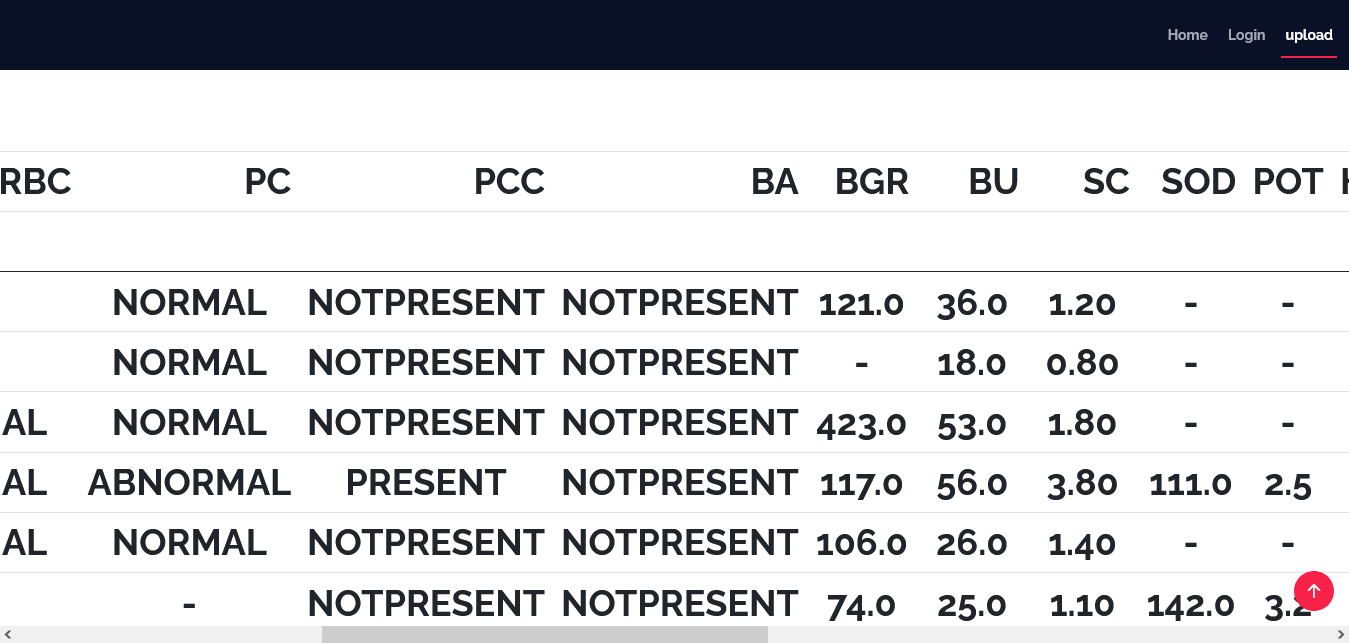 Home Login upload
RBC PC PCC BA BGR BU SC SOD POT
NORMAL NOTPRESENT NOTPRESENT 121.0 36.0 1.20 - -
NORMAL NOTPRESENT NOTPRESENT - 18.0 0.80 - -
AL NORMAL NOTPRESENT NOTPRESENT 423.0 53.0 1.80 - -
AL ABNORMAL PRESENT NOTPRESENT 117.0 56.0 3.80 111.0 2.5
AL NORMAL NOTPRESENT NOTPRESENT 106.0 26.0 1.40 - -
- NOTPRESENT NOTPRESENT 74.0 25.0 1.10 142.0 3.2